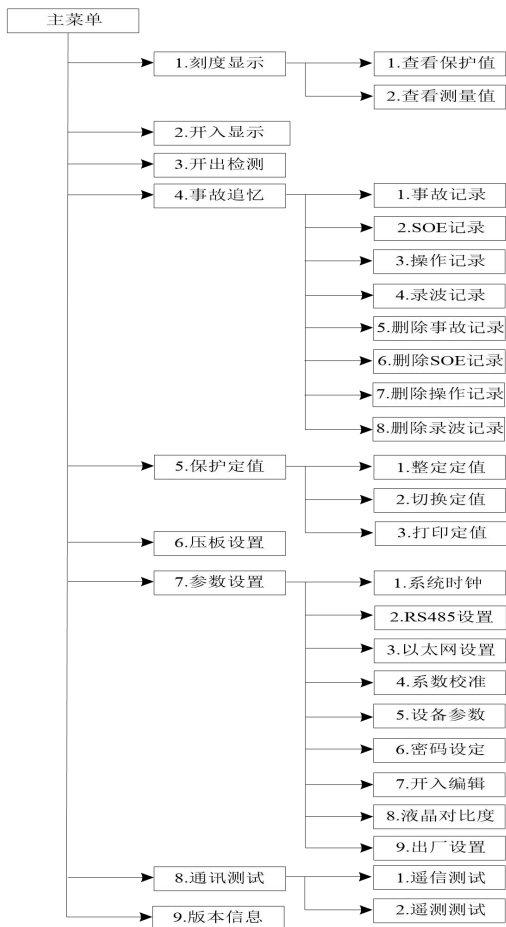 主菜单
1.刻度显示
1.查看保护值
2.查看测量值
2.开入显示
3.开出检测
4.事故追忆
1.事故记录
2.SOE记录
3.操作记录
4.录波记录
5.删除事故记录
6.删除SOE记录
7.删除操作记录
8.删除录波记录
5.保护定值
1.整定定值
2.切换定值
3.打印定值
6.压板设置
7.参数设置
1.系统时钟
2.RS485设置
3.以太网设置
4.系数校准
5.设备参数
6.密码设定
7.开入编辑
8.液晶对比度
9.出厂设置
8.通讯测试
1.遥信测试
2.遥测测试
9.版本信息